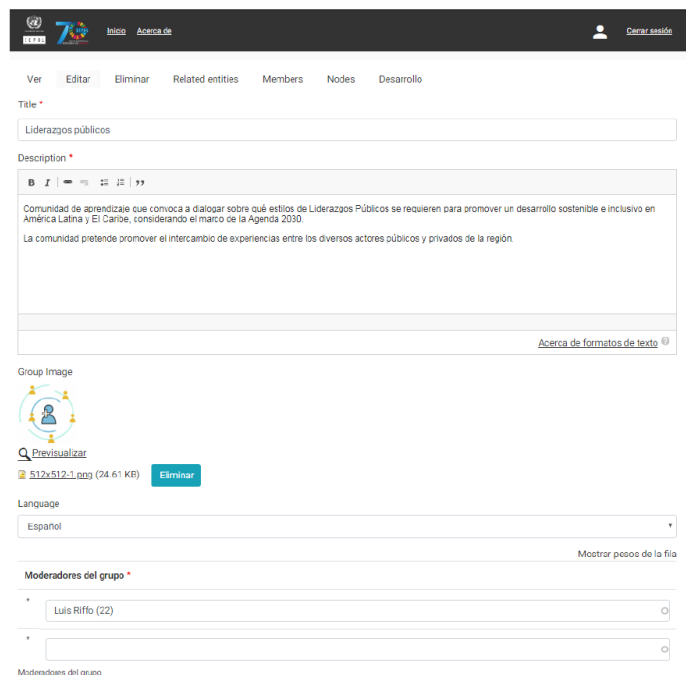 CEPAL
70
Inicio Acerca de
Cerrar sesión
Ver Editar Eliminar Related entities Members Nodes Desarrollo
Title *
Liderazgos públicos
Description *
B I
Comunidad de aprendizaje que convoca a dialogar sobre qué estilos de Liderazgos Públicos se requieren para promover un desarrollo sostenible e inclusivo en
América Latina y El Caribe, considerando el marco de la Agenda 2030.
La comunidad pretende promover el intercambio de experiencias entre los diversos actores públicos y privados de la región.
Acerca de formatos de texto
Group Image
Previsualizar
512x512-1.png (24.61 KB) Eliminar
Language
Español
Mostrar pesos de la fila
Moderadores del grupo *
*
Luis Riffo (22)
*
Moderadores del grupo